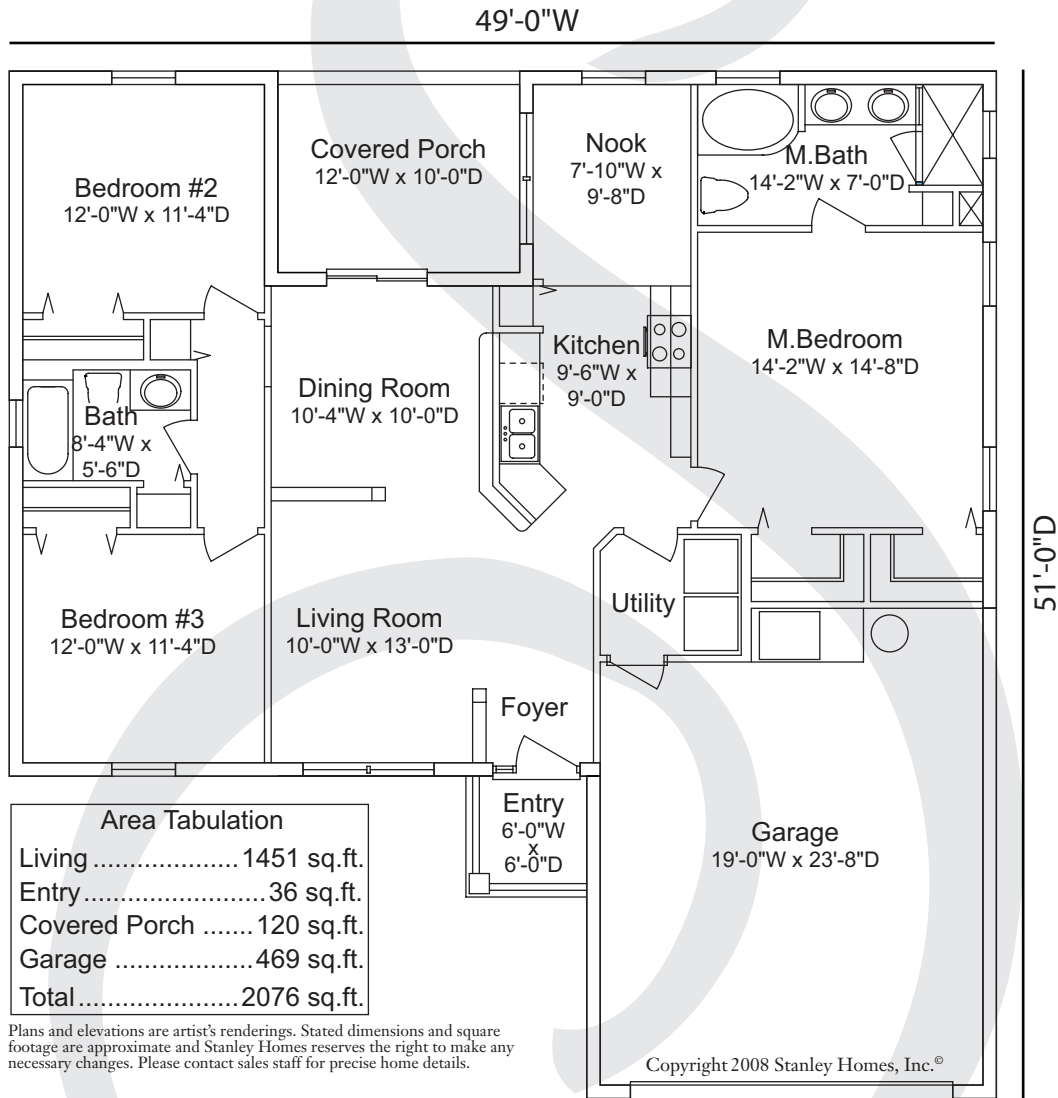 49'-0"W
Covered Porch
12'-0"W x 10'-0"D
Nook
7'-10"W x
9'-8"D
M.Bath
14'-2"W x 7'-0"D
Bedroom #2
12'-0"W x 11'-4"D
Kitchen
9'-6"W x
9'-0"D
M.Bedroom
14'-2"W x 14'-8"D
Dining Room
10'-4"W x 10'-0"D
Bath
8'-4"W x
5'-6"D
51'-0"D
Bedroom #3
12'-0"W x 11'-4"D
Living Room
10'-0"W x 13'-0"D
Utility
Foyer
Entry
6'-0"W
x
6'-0"D
Garage
19'-0"W x 23'-8"D
Area Tabulation
Living ................... 1451 sq.ft.
Entry....................... 36 sq.ft.
Covered Porch ....... 120 sq.ft.
Garage .................. 469 sq.ft.
Total...................... 2076 sq.ft.
Plans and elevations are artist's renderings. Stated dimensions and square
footage are approximate and Stanley Homes reserves the right to make any
necessary changes. Please contact sales staff for precise home details.
Copyright 2008 Stanley Homes, Inc.©